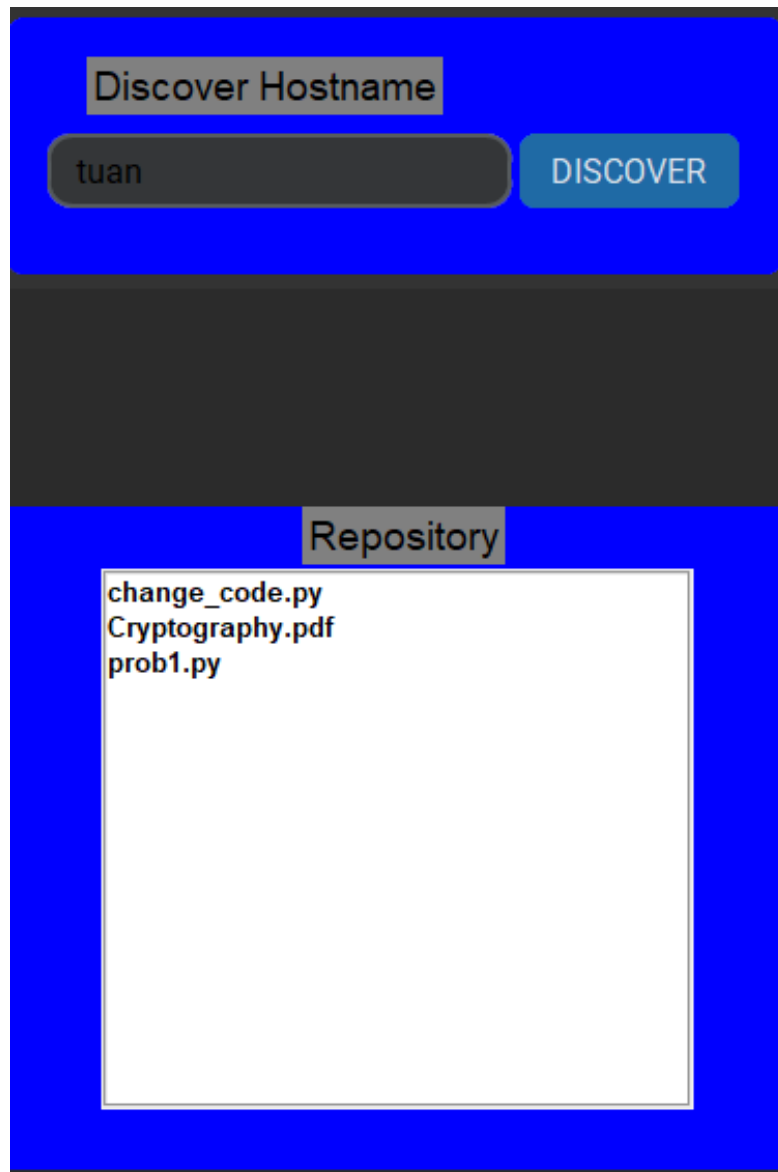 Discover Hostname
tuan
DISCOVER
Repository
change_code.py
Cryptography.pdf
prob1.py